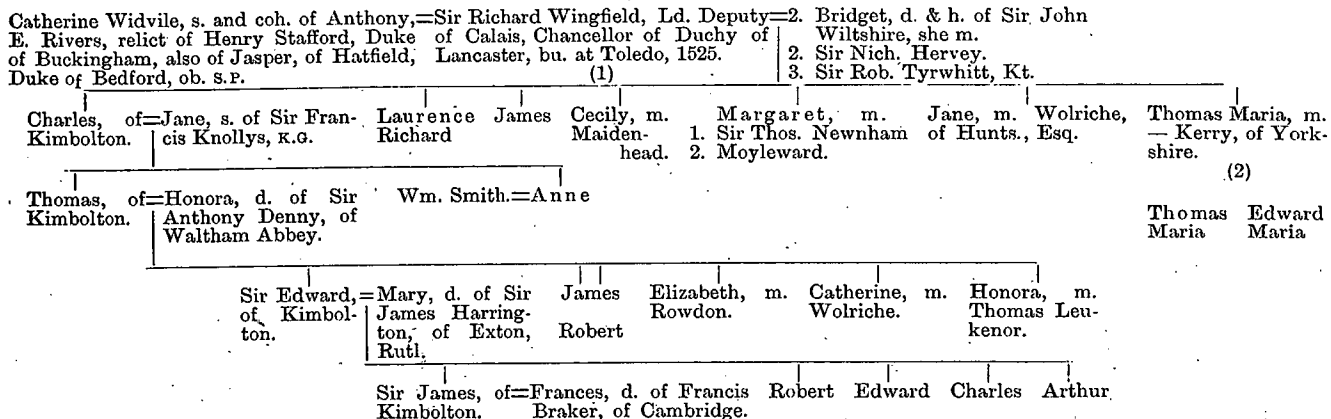 Catherine Widvile, s. and coh. of Anthony,=Sir Richard Wingfield, Ld. Deputy=2. Bridget, d. & h. of Sir John
E. Rivers, relict of Henry Stafford, Duke of Calais, Chancellor of Duchy of Wiltshire, she m.
of Buckingham, also of Jasper, of Hatfield, Lancaster, bu. at Toledo, 1525. 2. Sir Nich. Hervey.
Duke of Bedford, ob. S.P. (1) 3. Sir Rob. Tyrwhitt, Kt.
Charles, of=Jane, s. of Sir Fran- Laurence James Cecily, m. Margaret, m. Jane, m. Wolriche, Thomas Maria, m.
Kimbolton. cis Knollys, K.G. Richard Maiden- 1. Sir Thos. Newnham of Hunts., Esq. — Kerry, of York-
head. 2. Moyleward. shire.
(2)
Thomas, of=Honora, d. of Sir Wm. Smith.=Anne
Kimbolton. Anthony Denny, of Thomas Edward
Waltham Abbey. Maria Maria
Sir Edward,=Mary, d. of Sir James Elizabeth, m. Catherine, m. Honora, m.
of Kimbol- James Harring- Rowdon. Wolriche. Thomas Leu-
ton. ton, of Exton, Robert kenor.
Rutl.
Sir James, of=Frances, d. of Francis Robert Edward Charles Arthur
Kimbolton. Braker, of Cambridge.